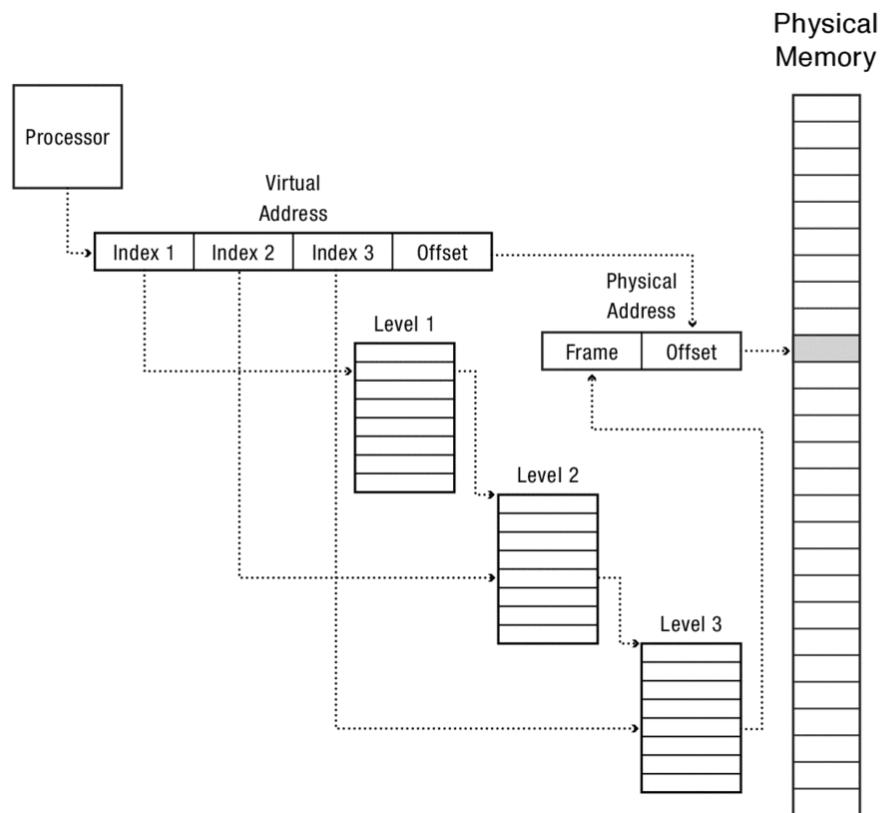 Physical
Memory
Processor
Virtual
Address
Index 1 Index 2 Index 3 Offset
Physical
Address
Level 1
Frame Offset
Level 2
Level 3